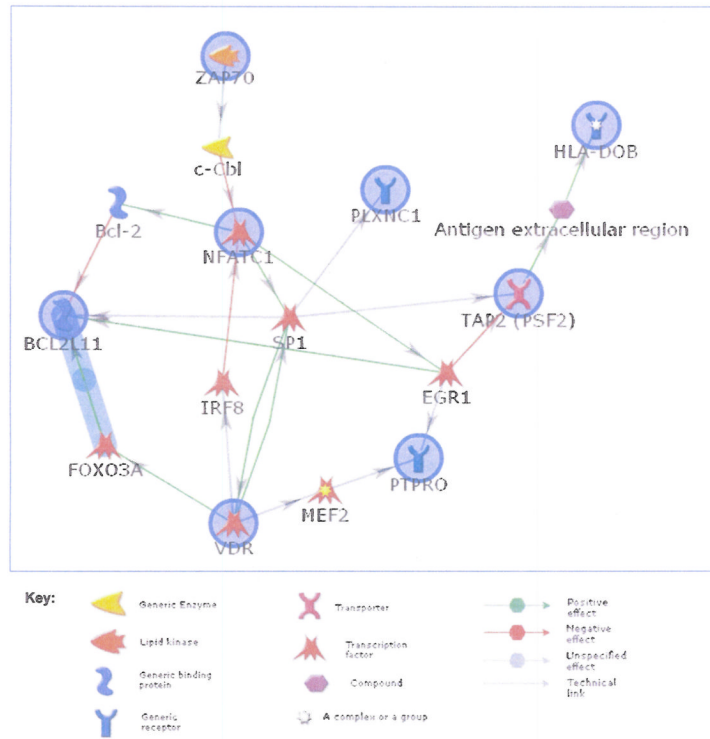 ZAP70
c-Cbl
HLA-DOB
PLXNC1
Bcl-2
Antigen extracellular region
NFATC1
TAP2 (PSF2)
BCL2L11
SP1
EGR1
IRF8
FOXO3A
PTPRO
MEF2
VDR
Key:
Generic Enzyme
Lipid kinase
Generic binding
protein
Generic
receptor
Transporter
Transcription
factor
Compound
A complex or a group
Positive
effect
Negative
effect
Unspecified
effect
Technical
link